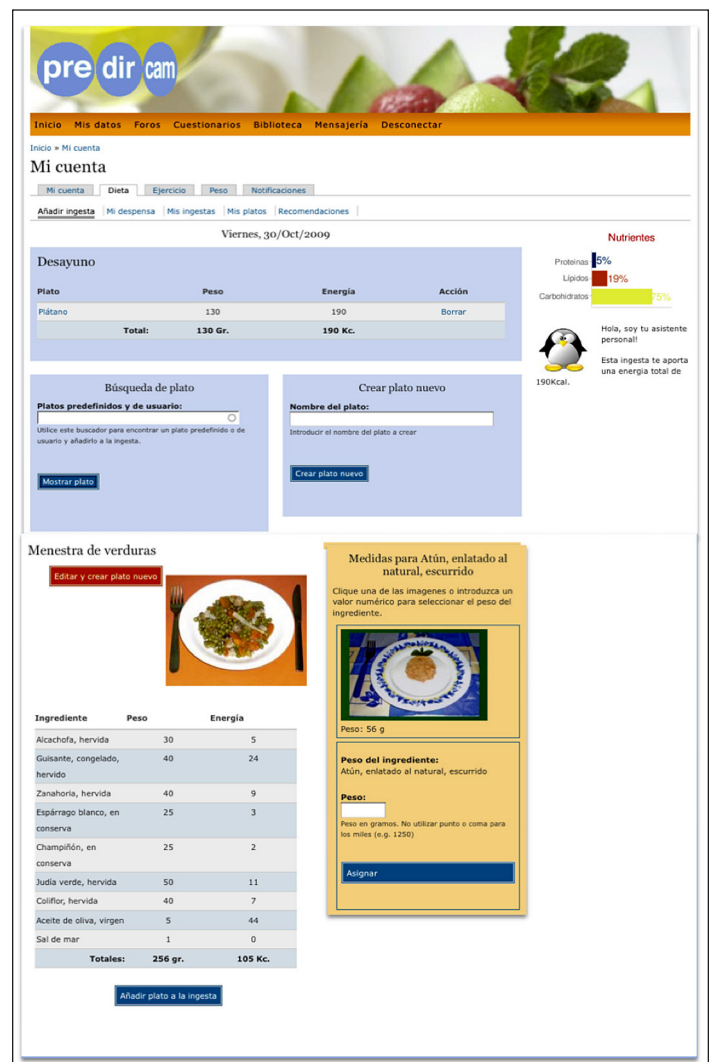 pre dir cam
Inicio Mis datos Foros Cuestionarios Biblioteca Mensajería Desconectar
Inicio » Mi cuenta
Mi cuenta
Mi cuenta Dieta Ejercicio Peso Notificaciones
Añadir ingesta Mi despensa Mis ingestas Mis platos Recomendaciones
Viernes, 30/Oct/2009
Desayuno
Plato Peso Energía Acción
Plátano 130 190 Borrar
Total: 130 Gr. 190 Kc.
Nutrientes
Proteinas 5%
Lípidos 19%
Carbohidratos 75%
Hola, soy tu asistente
personal!
Esta ingesta te aporta
una energia total de
190Kcal.
Búsqueda de plato
Platos predefinidos y de usuario:
Utilice este buscador para encontrar un plato predefinido o de
usuario y añadirlo a la ingesta.
Mostrar plato
Crear plato nuevo
Nombre del plato:
Introducir el nombre del plato a crear
Crear plato nuevo
Menestra de verduras
Editar y crear plato nuevo
Ingrediente Peso Energía
Alcachofa, hervida 30 5
Guisante, congelado, 40 24
hervido
Zanahoria, hervida 40 9
Espárrago blanco, en 25 3
conserva
Champiñón, en 25 2
conserva
Judía verde, hervida 50 11
Coliflor, hervida 40 7
Aceite de oliva, virgen 5 44
Sal de mar 1 0
Totales: 256 gr. 105 Kc.
Añadir plato a la ingesta
Medidas para Atún, enlatado al
natural, escurrido
Clique una de las imagenes o introduzca un
valor numérico para seleccionar el peso del
ingrediente.
Peso: 56 g
Peso del ingrediente:
Atún, enlatado al natural, escurrido
Peso:
Peso en gramos. No utilizar punto o coma para
los miles (e.g. 1250)
Asignar